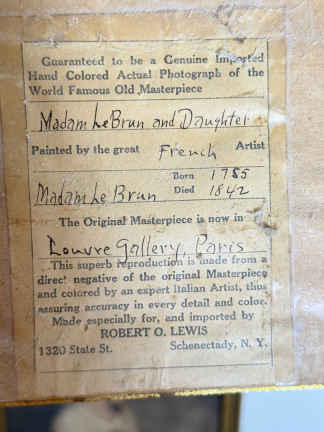 Guaranteed to be a Genuine Imported
Hand Colored Actual Photograph of the
World Famous Old Masterpiece
Madam LeBrun and Daughter
Painted by the great French Artist
Born 1755
Madam Le Brun Died 1842
The Original Masterpiece is now in
Louvre Gallery, Paris
This superb reproduction is made from a
direct negative of the original Masterpiece
and colored by an expert Italian Artist, thus
assuring accuracy in every detail and color.
Made especially for, and imported by
ROBERT O. LEWIS
1320 State St. Schenectady, N. Y.